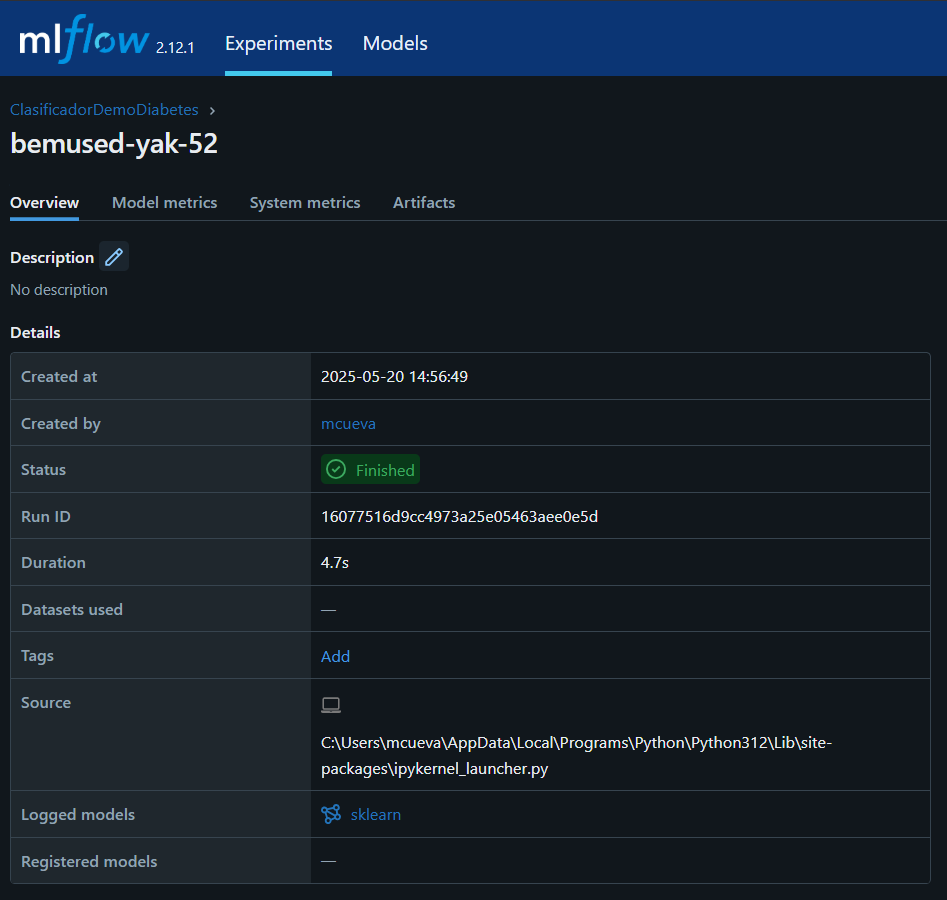 mlflow 2.12.1 Experiments Models
ClasificadorDemoDiabetes ›
bemused-yak-52
Overview Model metrics System metrics Artifacts
Description
No description
Details
Created at 2025-05-20 14:56:49
Created by mcueva
Status Finished
Run ID 16077516d9cc4973a25e05463aee0e5d
Duration 4.7s
Datasets used —
Tags Add
Source
C:\Users\mcueva\AppData\Local\Programs\Python\Python312\Lib\site-
packages\ipykernel_launcher.py
Logged models sklearn
Registered models —